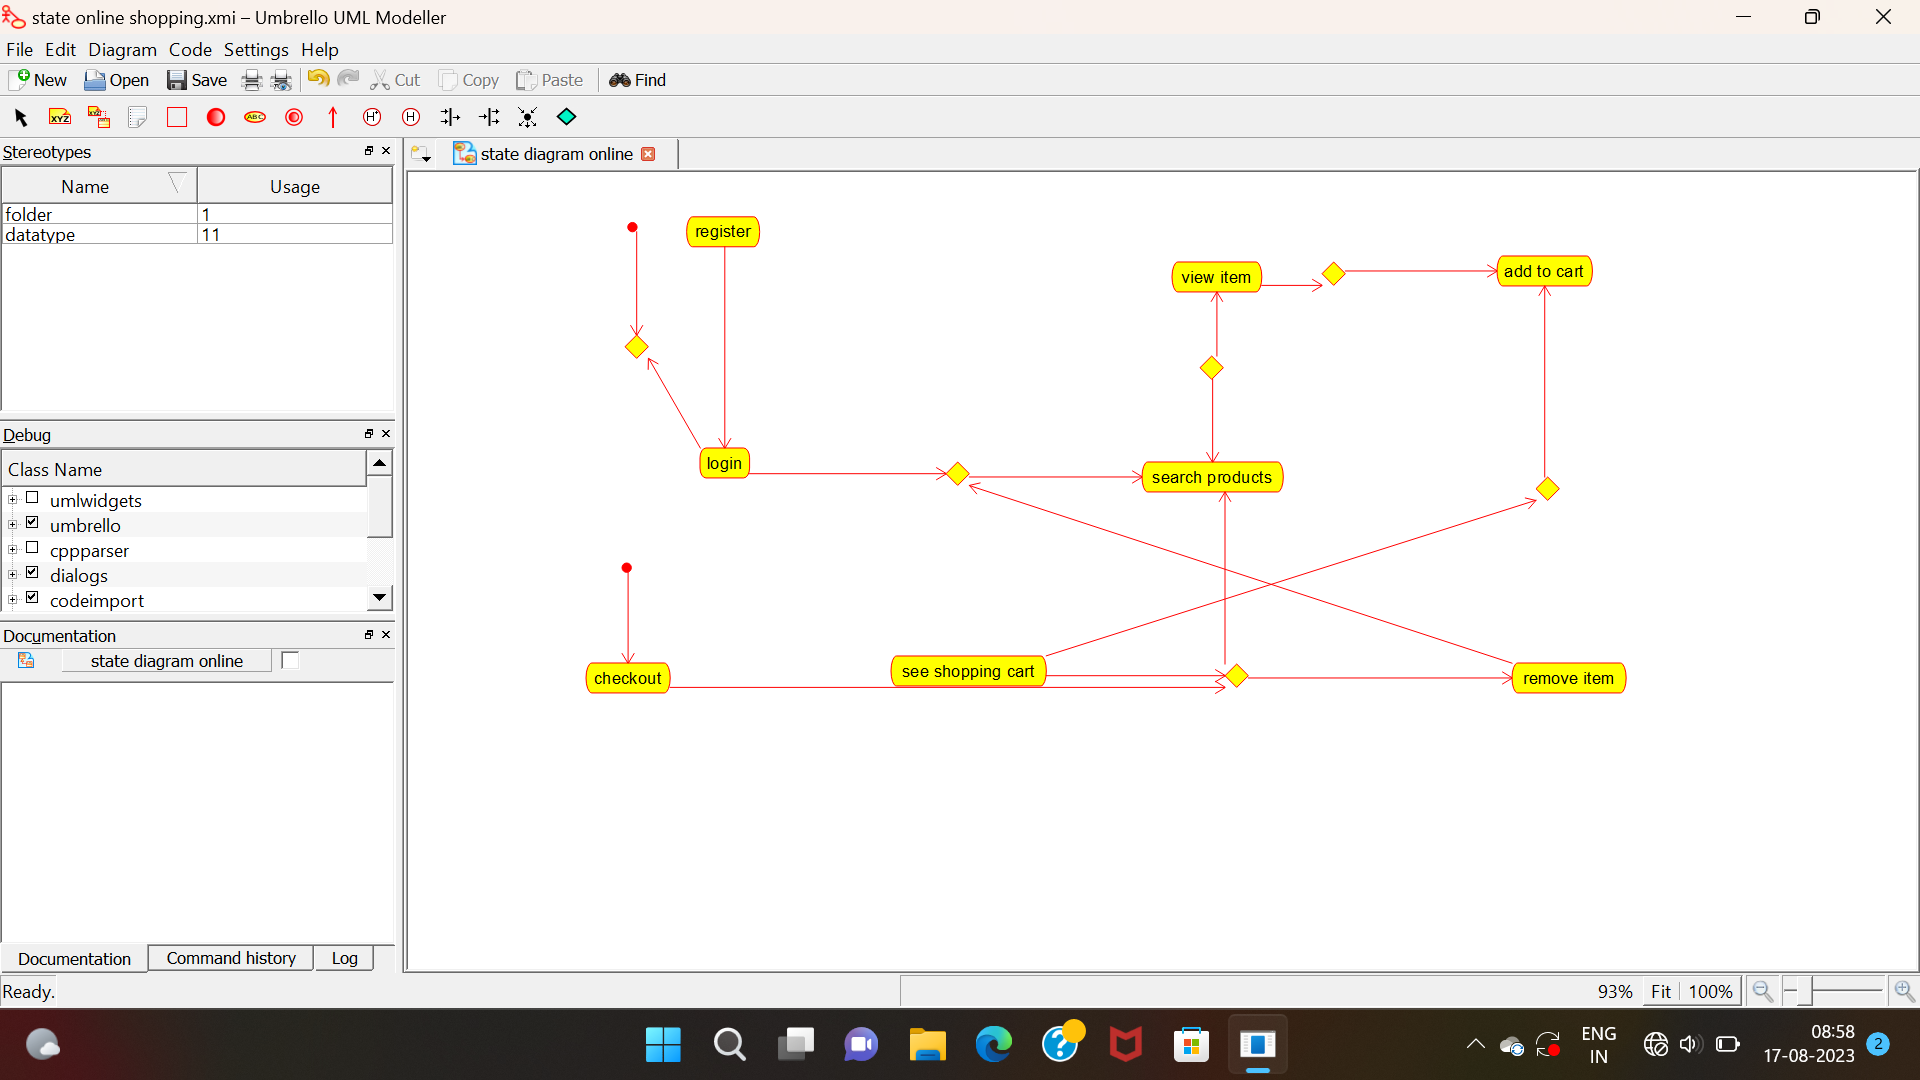 state online shopping.xmi – Umbrello UML Modeller
File Edit Diagram Code Settings Help
New Open Save Cut Copy Paste Find
XYZ XYZ ABC H* H
Stereotypes
state diagram online
Name Usage
folder 1
datatype 11
register
view item
add to cart
login
search products
checkout
see shopping cart
remove item
Debug
Class Name
umlwidgets
umbrello
cppparser
dialogs
codeimport
Documentation
state diagram online
Documentation Command history Log
Ready.
93% Fit 100%
ENG
IN
08:58
17-08-2023
2